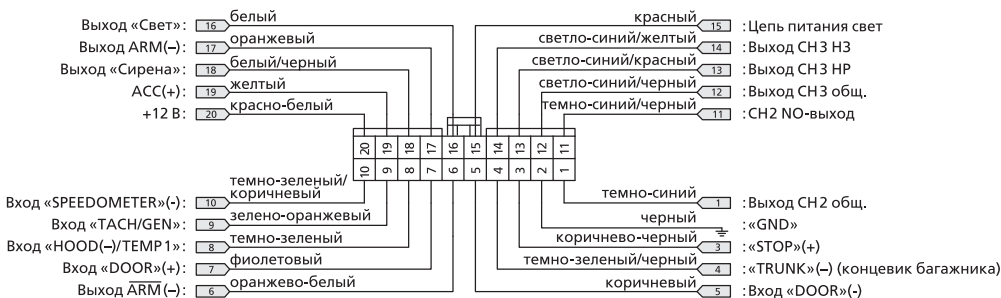 Выход «Свет»: 16 белый
Выход ARM(–): 17 оранжевый
Выход «Сирена»: 18 белый/черный
ACC(+): 19 желтый
+12 В: 20 красно-белый
красный 15 :Цепь питания свет
светло-синий/желтый 14 :Выход CH3 НЗ
светло-синий/красный 13 :Выход CH3 НР
светло-синий/черный 12 :Выход CH3 общ.
темно-синий/черный 11 :CH2 NO-выход
20 19 18 17 16 15 14 13 12 11
10 9 8 7 6 5 4 3 2 1
темно-зеленый/
Вход «SPEEDOMETER»(-): 10 коричневый
Вход «TACH/GEN»: 9 зелено-оранжевый
Вход «HOOD(–)/TEMP1»: 8 темно-зеленый
Вход «DOOR»(+): 7 фиолетовый
Выход ARM(–): 6 оранжево-белый
темно-синий 1 :Выход CH2 общ.
черный :«GND»
коричнево-черный 3 :«STOP»(+)
темно-зеленый/черный 4 :«TRUNK»(–) (концевик багажника)
коричневый 5 :Вход «DOOR»(-)